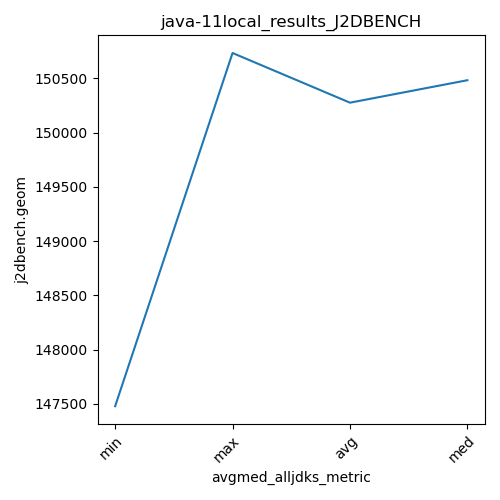 java-11local_results_J2DBENCH
j2dbench.geom
150500
150000
149500
149000
148500
148000
147500
min
max
avg
med
avgmed_alljdks_metric